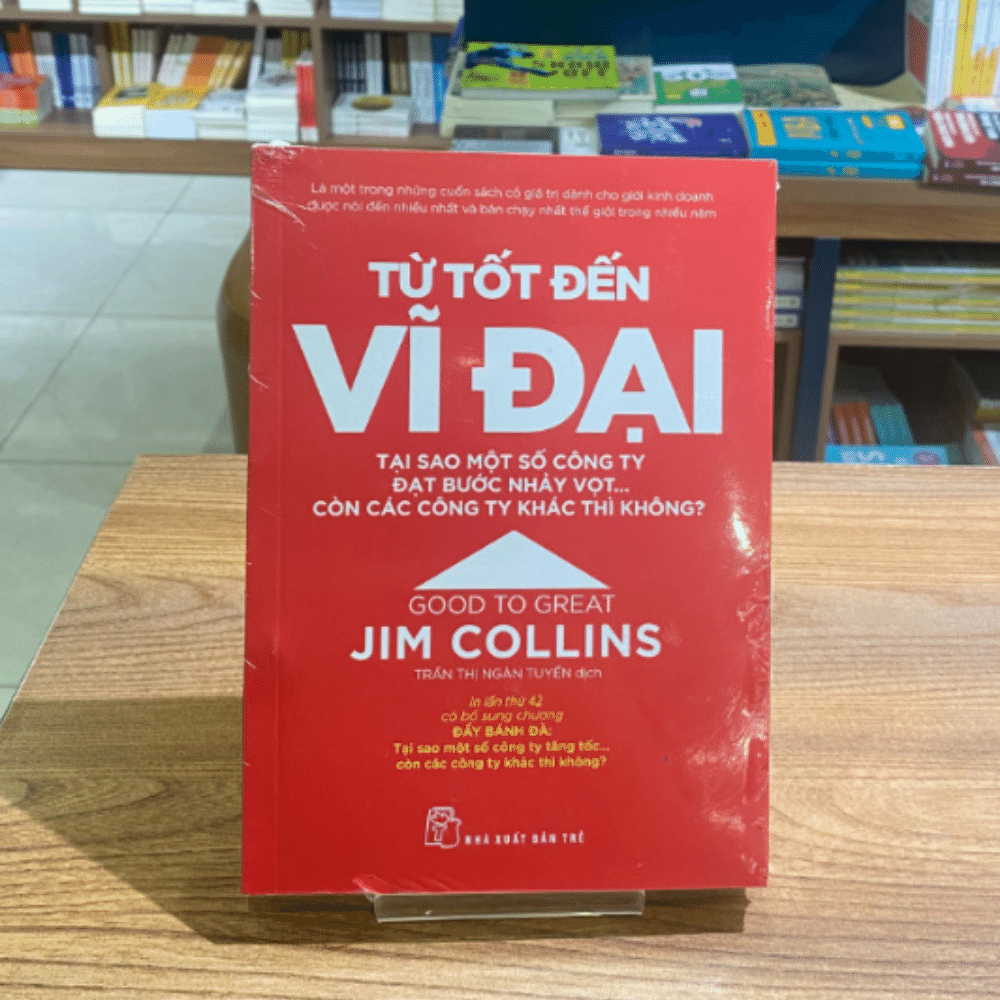 Là một trong những cuốn sách có giá trị dành cho giới kinh doanh
được nói đến nhiều nhất và bán chạy nhất thế giới trong nhiều năm
TỪ TỐT ĐẾN
VĨ ĐẠI
TẠI SAO MỘT SỐ CÔNG TY
ĐẠT BƯỚC NHẢY VỌT...
CÒN CÁC CÔNG TY KHÁC THÌ KHÔNG?
GOOD TO GREAT
JIM COLLINS
TRẦN THỊ NGÂN TUYẾN dịch
In lần thứ 42
có bổ sung chương
ĐẨY BÁNH ĐÀ:
Tại sao một số công ty tăng tốc...
còn các công ty khác thì không?
NHÀ XUẤT BẢN TRẺ